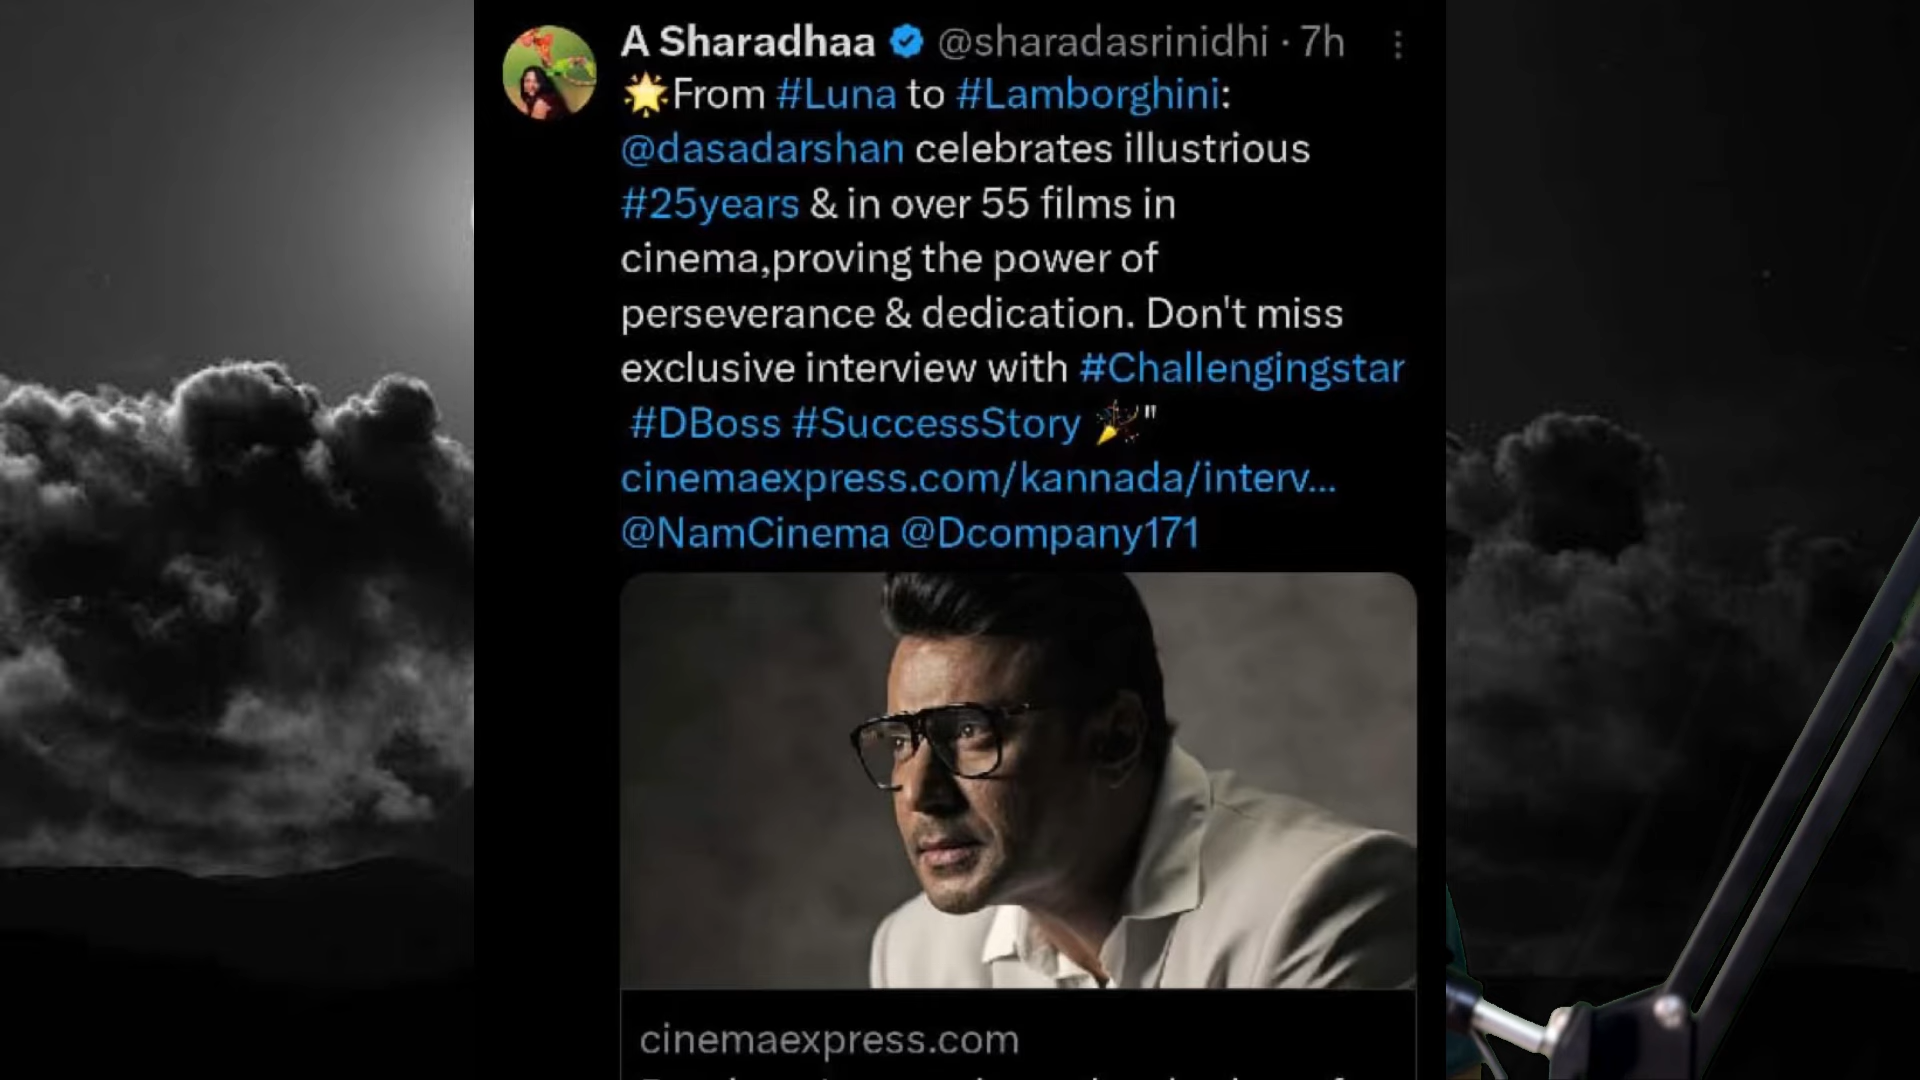 A Sharadhaa @sharadasrinidhi · 7h
🌟From #Luna to #Lamborghini:
@dasadarshan celebrates illustrious
#25years & in over 55 films in
cinema,proving the power of
perseverance & dedication. Don't miss
exclusive interview with #Challengingstar
#DBoss #SuccessStory 🎉"
cinemaexpress.com/kannada/interv...
@NamCinema @Dcompany171
cinemaexpress.com